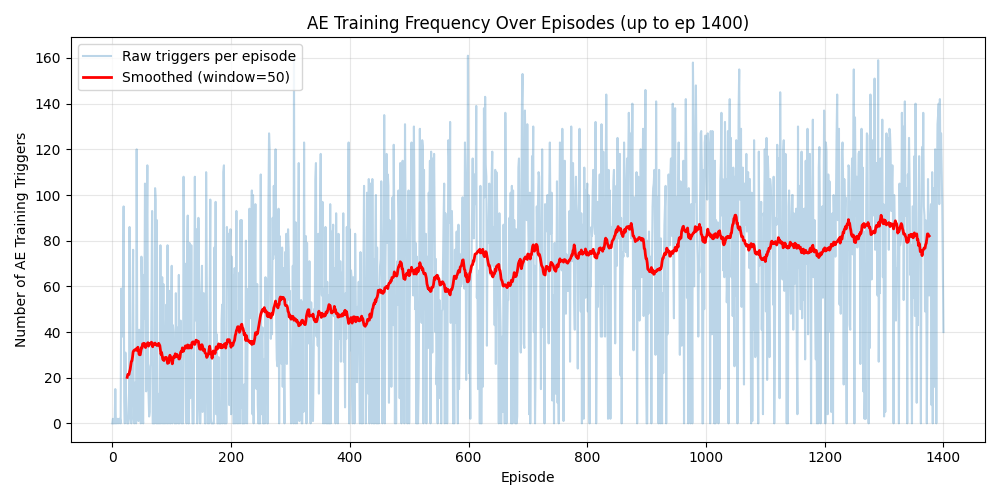 AE Training Frequency Over Episodes (up to ep 1400)
Raw triggers per episode
Smoothed (window=50)
Number of AE Training Triggers
160
140
120
100
80
60
40
20
0
0 200 400 600 800 1000 1200 1400
Episode